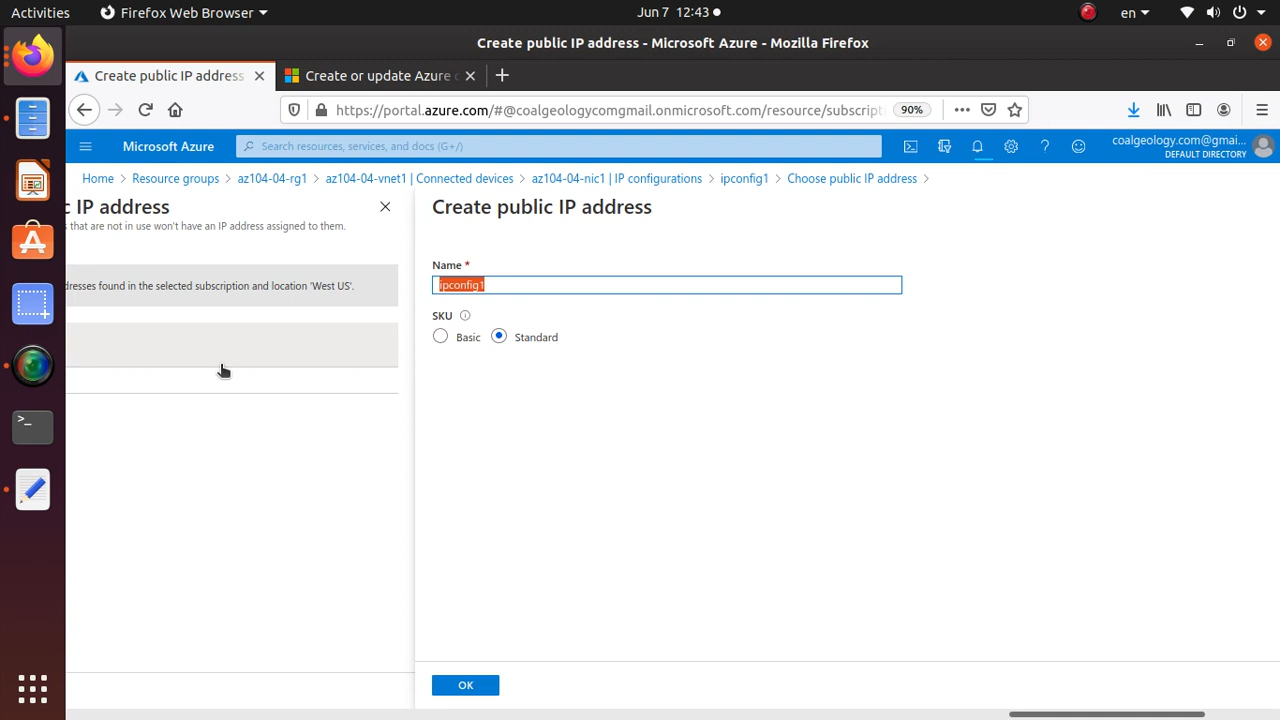 Activities
Firefox Web Browser
Jun 7 12:43
en
Create public IP address - Microsoft Azure - Mozilla Firefox
Create public IP address
Create or update Azure
https://portal.azure.com/#@coalgeologycomgmail.onmicrosoft.com/resource/subscript
90%
Microsoft Azure
Search resources, services, and docs (G+/)
coalgeology.com@gmai...
DEFAULT DIRECTORY
Home > Resource groups > az104-04-rg1 > az104-04-vnet1 | Connected devices > az104-04-nic1 | IP configurations > ipconfig1 > Choose public IP address >
c IP address
s that are not in use won't have an IP address assigned to them.
dresses found in the selected subscription and location 'West US'.
Create public IP address
Name *
ipconfig1
SKU
Basic
Standard
OK